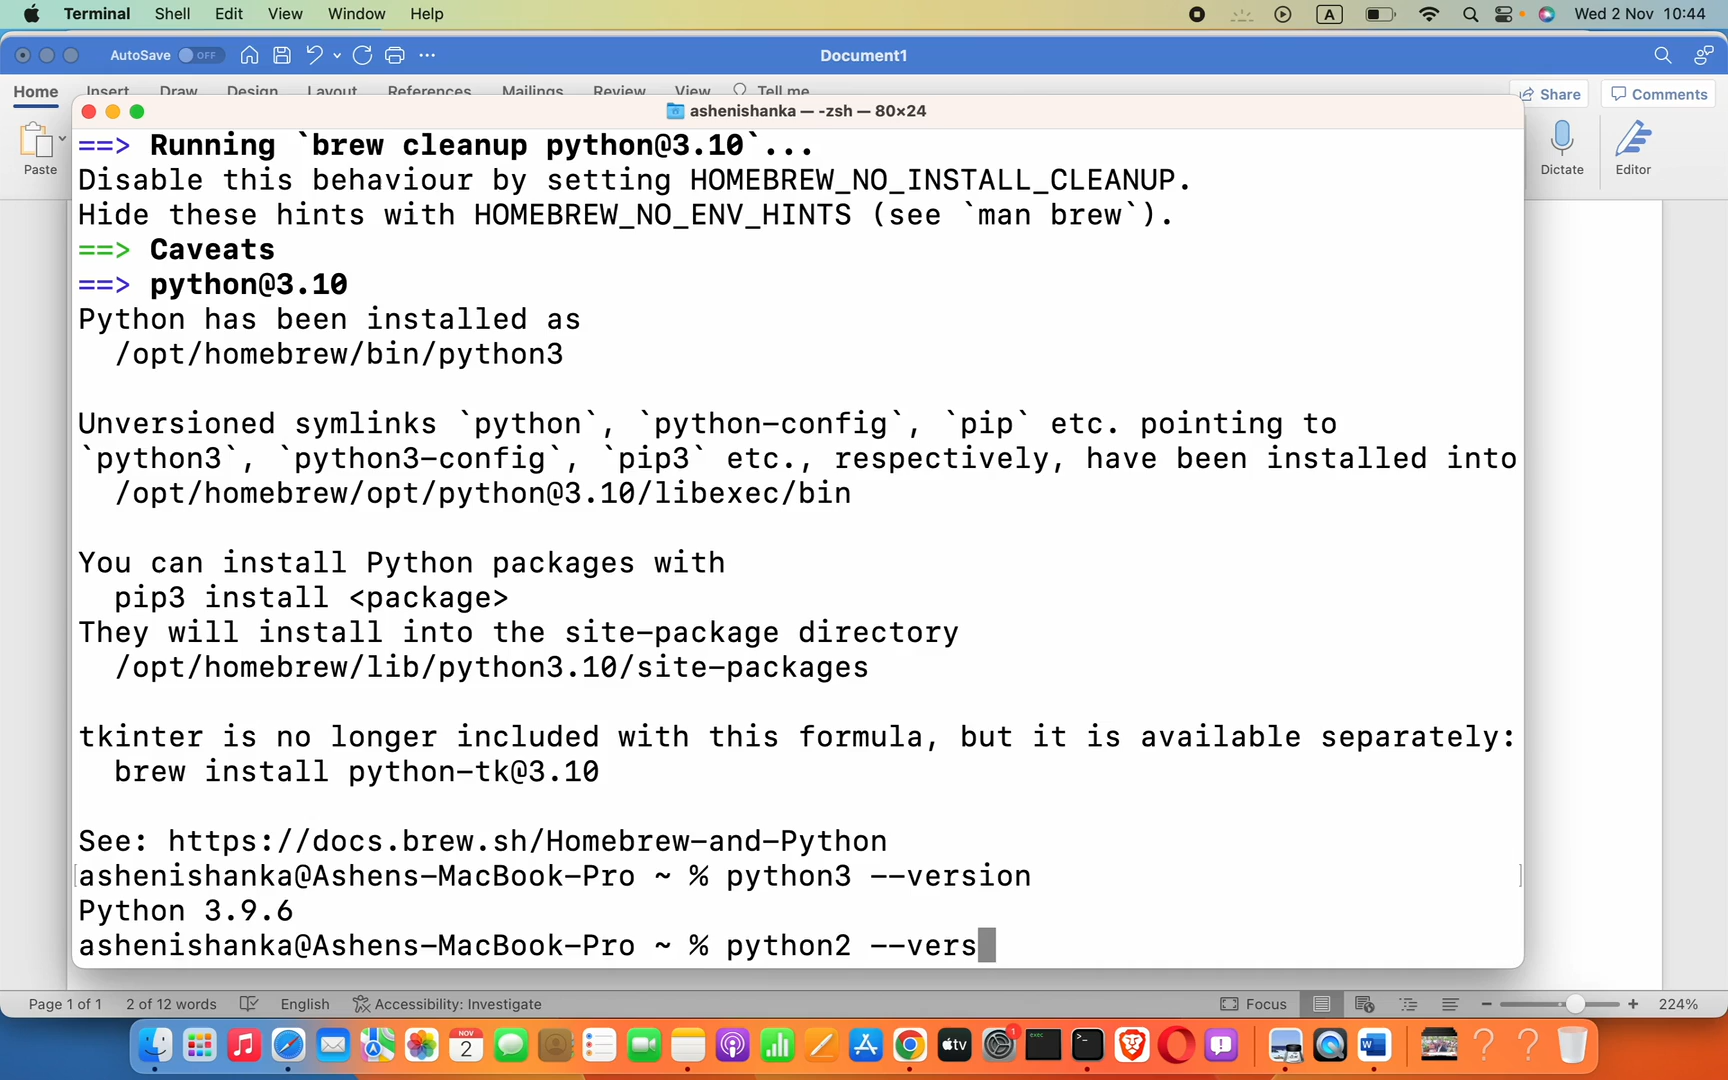 Terminal Shell Edit View Window Help A Wed 2 Nov 10:44
AutoSave OFF Document1
Home Insert Draw Design Layout References Mailings Review View Tell me Share Comments
Paste Dictate Editor
ashenishanka — -zsh — 80×24
==> Running `brew cleanup python@3.10`...
Disable this behaviour by setting HOMEBREW_NO_INSTALL_CLEANUP.
Hide these hints with HOMEBREW_NO_ENV_HINTS (see `man brew`).
==> Caveats
==> python@3.10
Python has been installed as
  /opt/homebrew/bin/python3
Unversioned symlinks `python`, `python-config`, `pip` etc. pointing to
`python3`, `python3-config`, `pip3` etc., respectively, have been installed into
  /opt/homebrew/opt/python@3.10/libexec/bin
You can install Python packages with
  pip3 install <package>
They will install into the site-package directory
  /opt/homebrew/lib/python3.10/site-packages
tkinter is no longer included with this formula, but it is available separately:
  brew install python-tk@3.10
See: https://docs.brew.sh/Homebrew-and-Python
[ashenishanka@Ashens-MacBook-Pro ~ % python3 --version ]
Python 3.9.6
ashenishanka@Ashens-MacBook-Pro ~ % python2 --vers
Page 1 of 1 2 of 12 words English Accessibility: Investigate Focus 224%
NOV
2
tv
1
exec